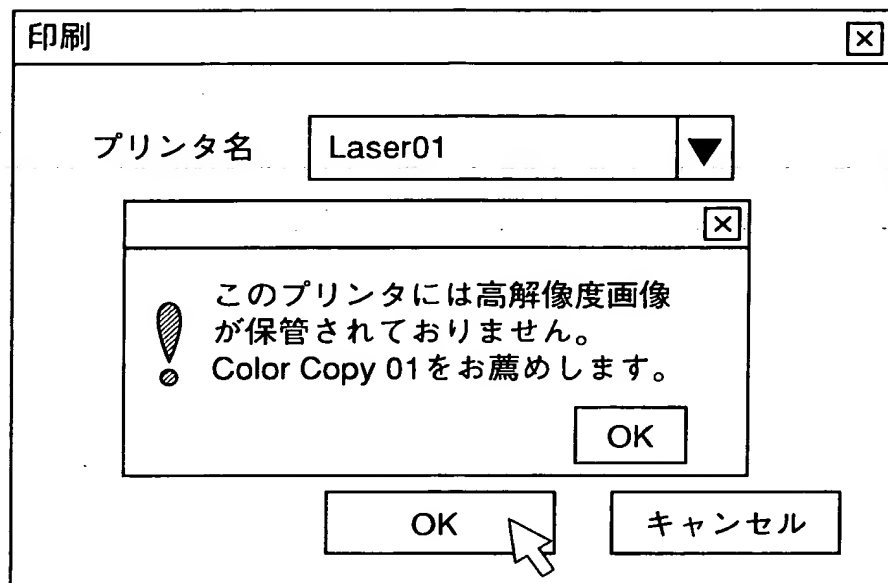 印刷
プリンタ名 Laser01
このプリンタには高解像度画像
が保管されておりません。
Color Copy 01をお薦めします。
OK
OK キャンセル